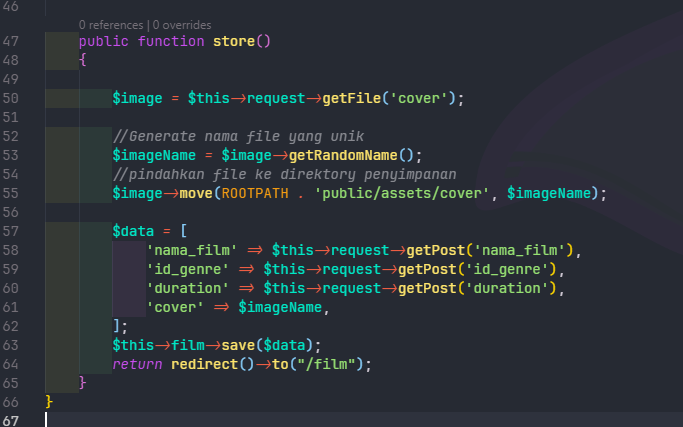 46
0 references | 0 overrides
47 public function store()
48 {
49
50 $image = $this->request->getFile('cover');
51
52 //Generate nama file yang unik
53 $imageName = $image->getRandomName();
54 //pindahkan file ke direktory penyimpanan
55 $image->move(ROOTPATH . 'public/assets/cover', $imageName);
56
57 $data = [
58 'nama_film' => $this->request->getPost('nama_film'),
59 'id_genre' => $this->request->getPost('id_genre'),
60 'duration' => $this->request->getPost('duration'),
61 'cover' => $imageName,
62 ];
63 $this->film->save($data);
64 return redirect()->to("/film");
65 }
66 }
67